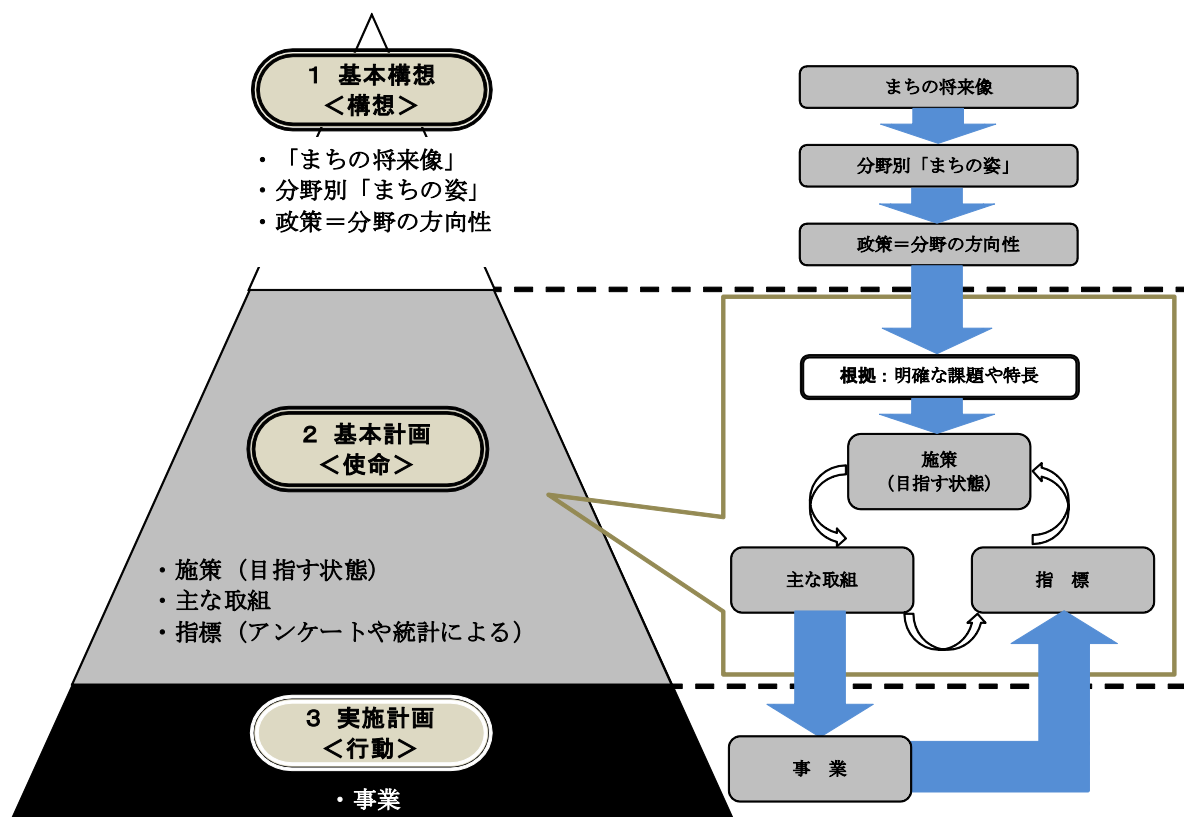 1 基本構想
＜構想＞
・「まちの将来像」
・分野別「まちの姿」
・政策＝分野の方向性
2 基本計画
＜使命＞
・施策（目指す状態）
・主な取組
・指標（アンケートや統計による）
3 実施計画
＜行動＞
・事業
まちの将来像
分野別「まちの姿」
政策＝分野の方向性
根拠：明確な課題や特長
施策
（目指す状態）
主な取組
指 標
事 業